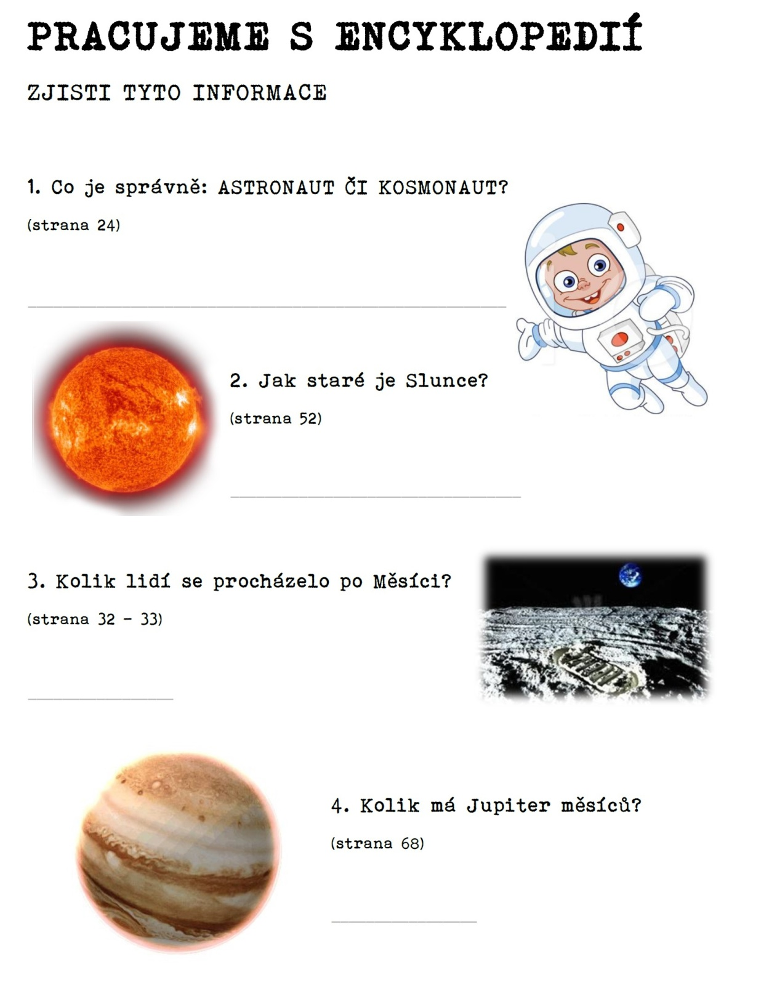 PRACUJEME S ENCYKLOPEDIÍ
ZJISTI TYTO INFORMACE
1. Co je správně: ASTRONAUT ČI KOSMONAUT?
(strana 24)
2. Jak staré je Slunce?
(strana 52)
3. Kolik lidí se procházelo po Měsíci?
(strana 32 - 33)
4. Kolik má Jupiter měsíců?
(strana 68)